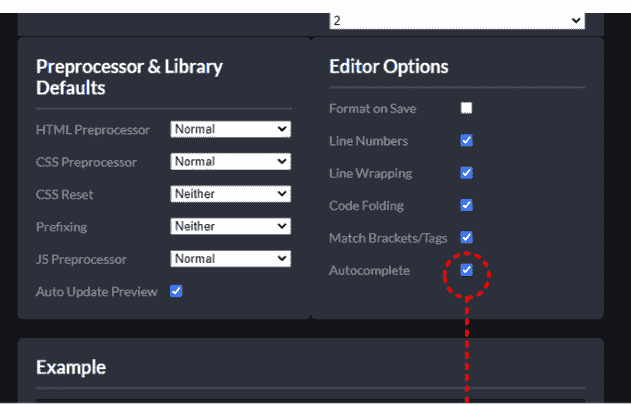 2
Preprocessor & Library
Defaults
HTML Preprocessor Normal
CSS Preprocessor Normal
CSS Reset Neither
Prefixing Neither
JS Preprocessor Normal
Auto Update Preview
Editor Options
Format on Save
Line Numbers
Line Wrapping
Code Folding
Match Brackets/Tags
Autocomplete
Example